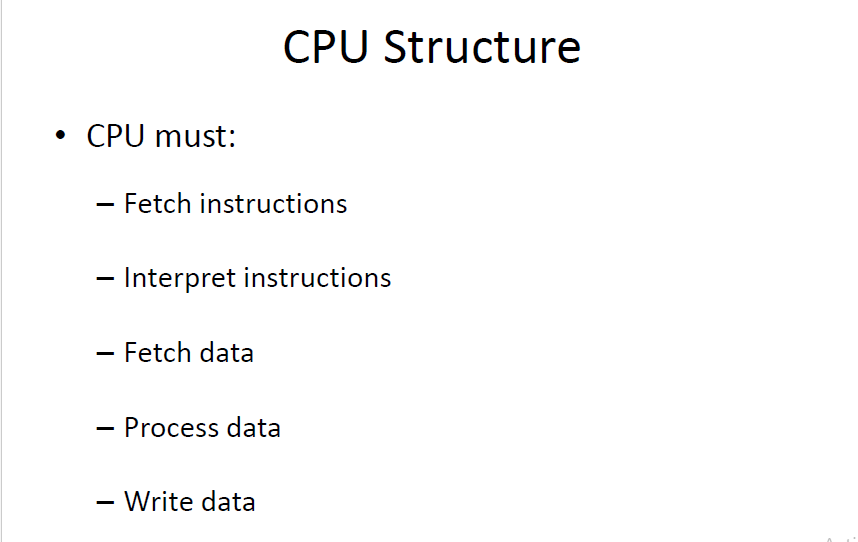 CPU Structure
• CPU must:
– Fetch instructions
– Interpret instructions
– Fetch data
– Process data
– Write data